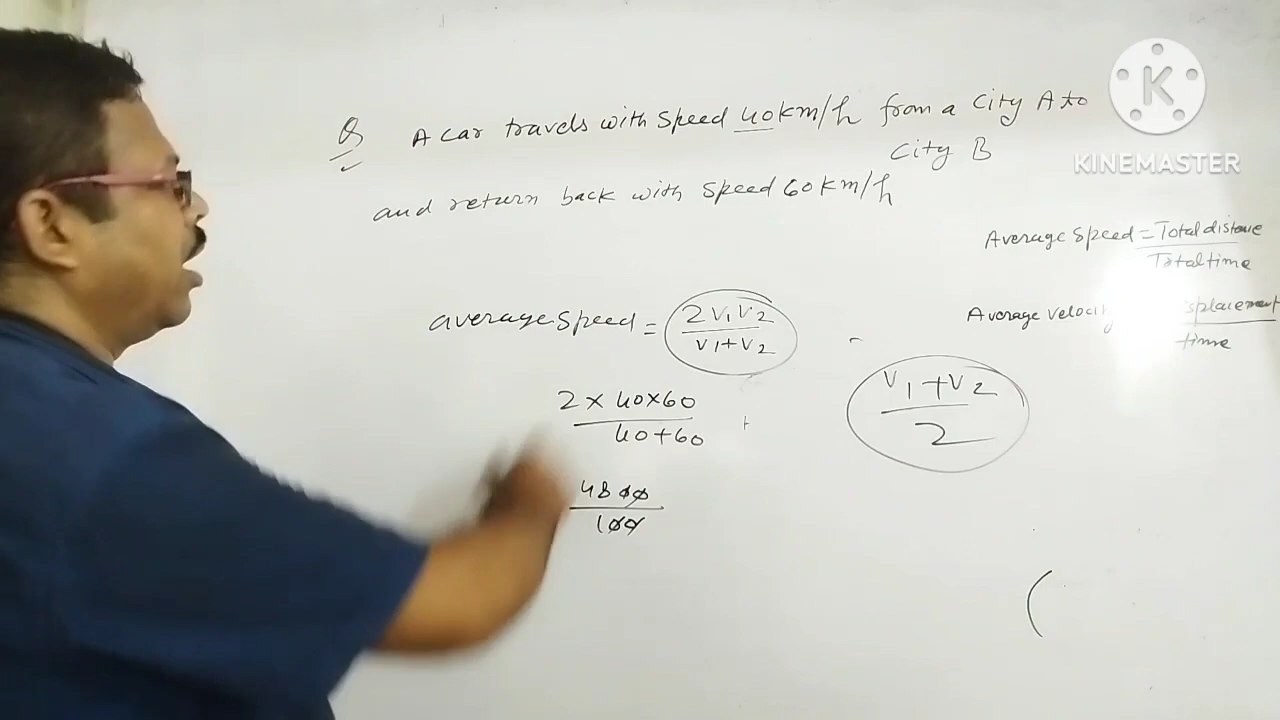 Q A car travels with speed 40km/h from a city A to
city B
and return back with speed 60km/h
Average speed = Total distance
Total time
average speed = 2V1V2
V1+V2
Average velocity
time
V1+V2
2
2 × 40×60
40+60
4800
100
(
K
KINEMASTER